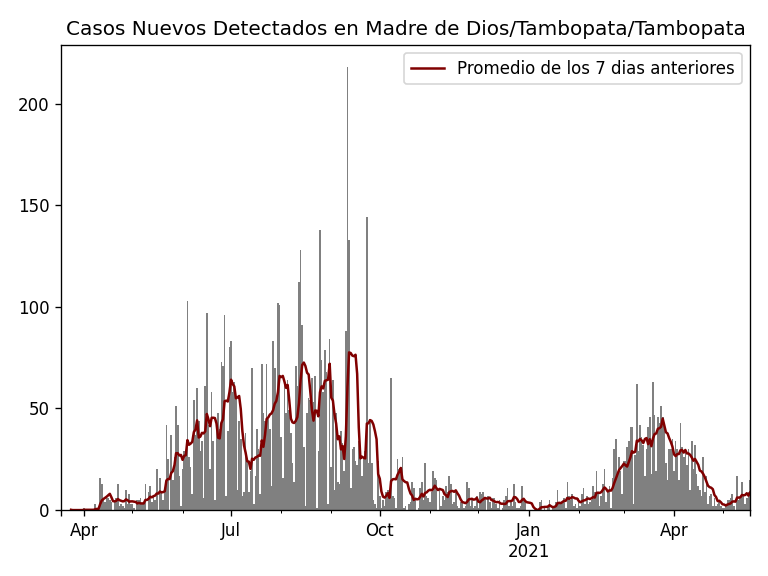 Casos Nuevos Detectados en Madre de Dios/Tambopata/Tambopata
Promedio de los 7 dias anteriores
200
150
100
50
0
Apr
Jul
Oct
Jan
2021
Apr